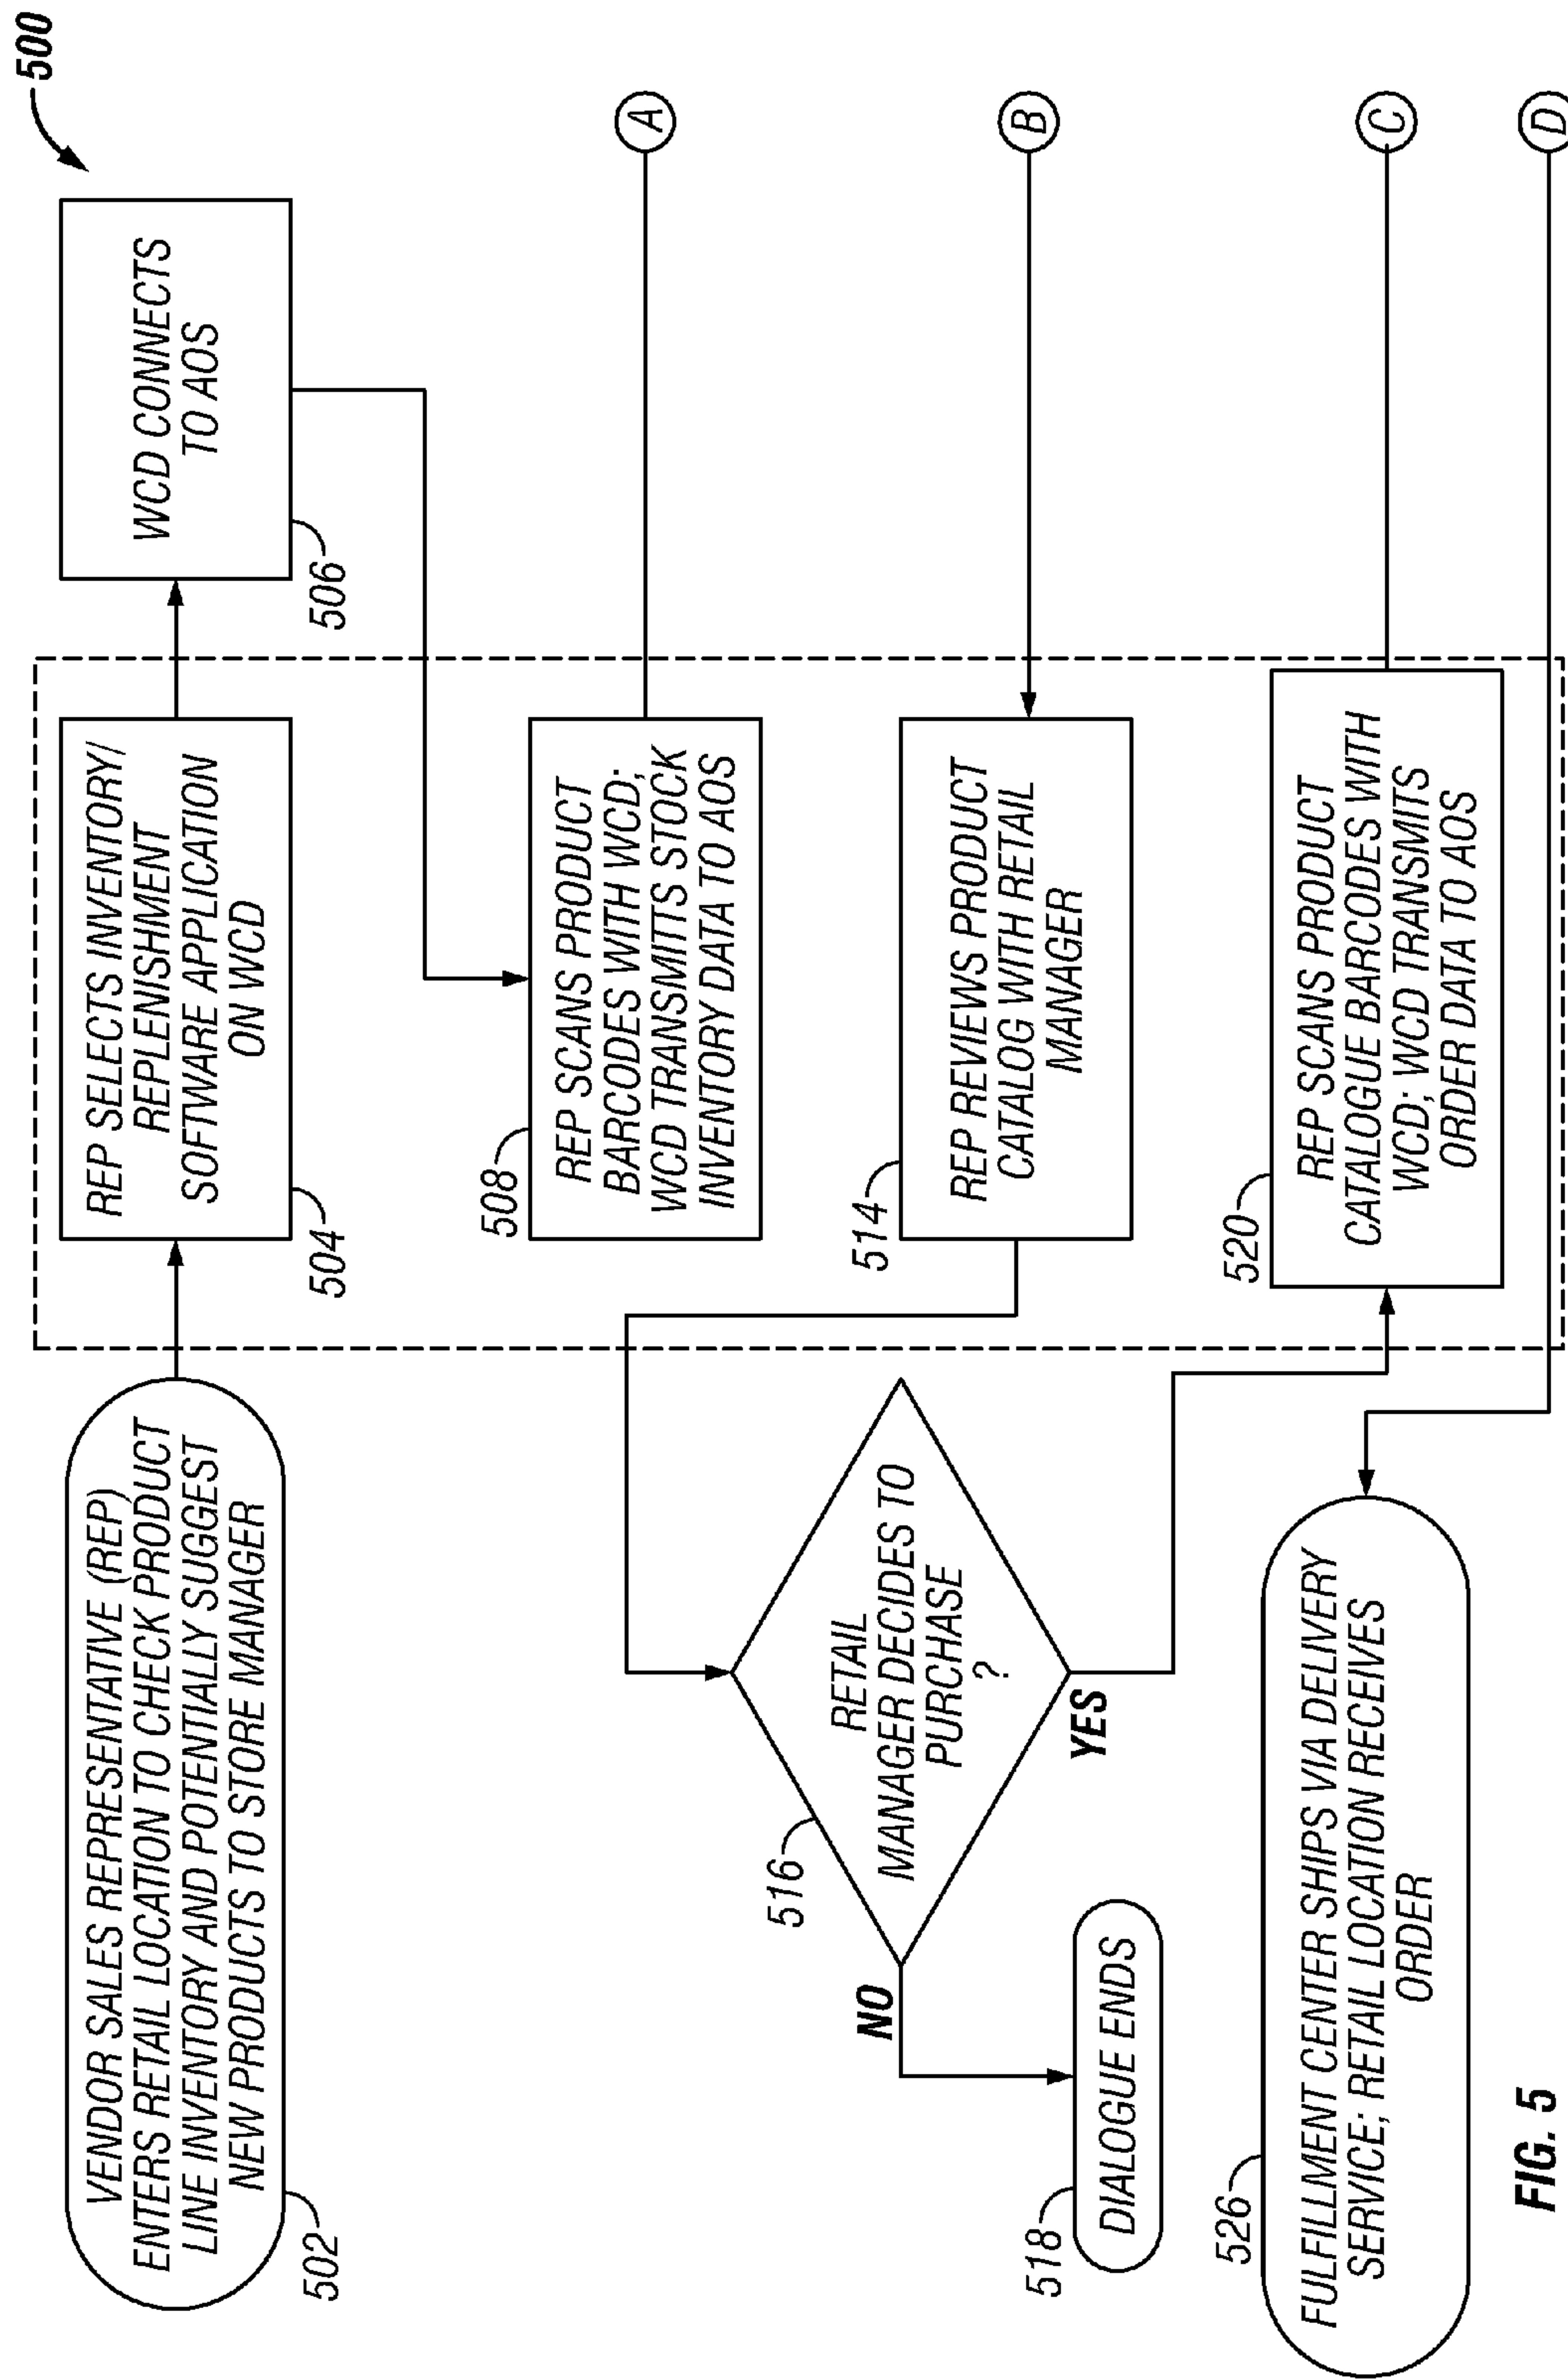 500
VENDOR SALES REPRESENTATIVE (REP)
ENTERS RETAIL LOCATION TO CHECK PRODUCT
LINE INVENTORY AND POTENTIALLY SUGGEST
NEW PRODUCTS TO STORE MANAGER
502
REP SELECTS INVENTORY/
REPLENISHMENT
SOFTWARE APPLICATION
ON WCD
504
WCD CONNECTS
TO AOS
506
508
REP SCANS PRODUCT
BARCODES WITH WCD;
WCD TRANSMITTS STOCK
INVENTORY DATA TO AOS
A
514
REP REVIEWS PRODUCT
CATALOG WITH RETAIL
MANAGER
B
516
RETAIL
MANAGER DECIDES TO
PURCHASE
?
NO
YES
518
DIALOGUE ENDS
520
REP SCANS PRODUCT
CATALOGUE BARCODES WITH
WCD; WCD TRANSMITS
ORDER DATA TO AOS
C
526
FULFILLMENT CENTER SHIPS VIA DELIVERY
SERVICE; RETAIL LOCATION RECEIVES
ORDER
D
FIG. 5